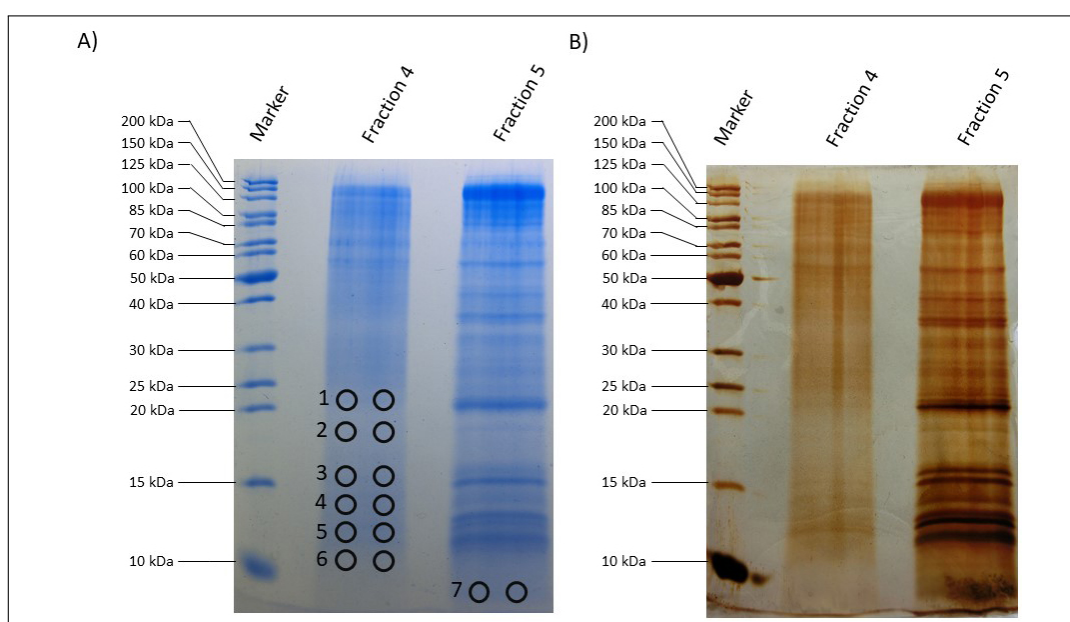 A)
Marker
Fraction 4
Fraction 5
200 kDa
150 kDa
125 kDa
100 kDa
85 kDa
70 kDa
60 kDa
50 kDa
40 kDa
30 kDa
25 kDa
20 kDa
15 kDa
10 kDa
1
2
3
4
5
6
7
B)
Marker
Fraction 4
Fraction 5
200 kDa
150 kDa
125 kDa
100 kDa
85 kDa
70 kDa
60 kDa
50 kDa
40 kDa
30 kDa
25 kDa
20 kDa
15 kDa
10 kDa